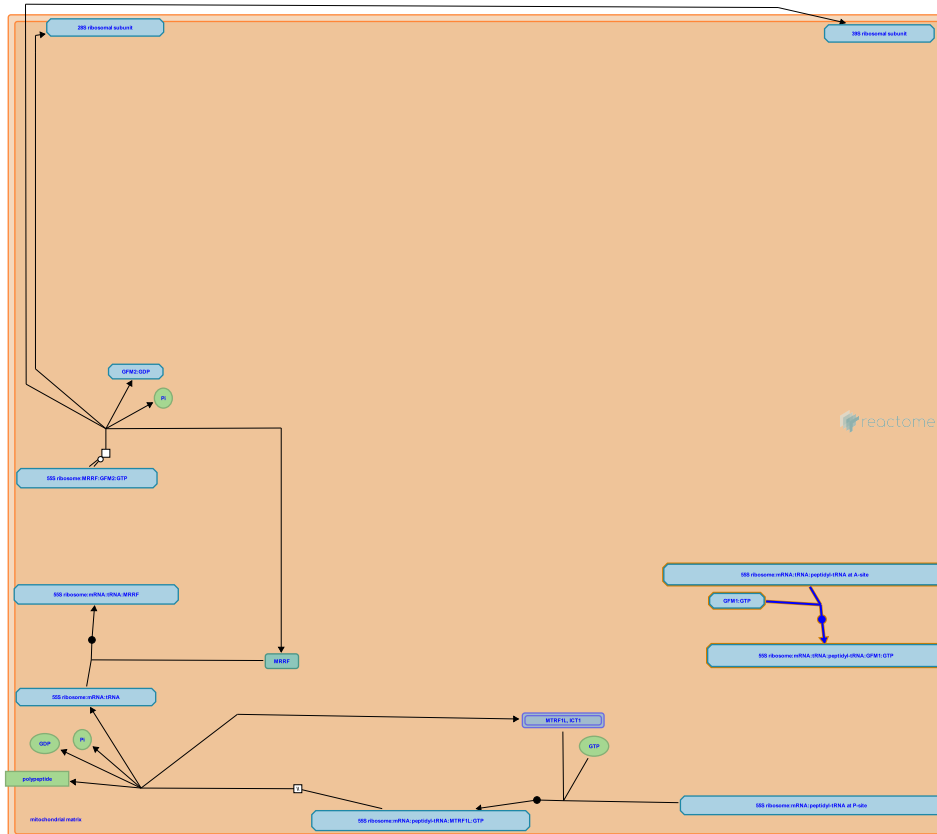 28S ribosomal subunit
39S ribosomal subunit
GFM2:GDP
Pi
reactome
55S ribosome:MRRF:GFM2:GTP
55S ribosome:mRNA:tRNA:peptidyl-tRNA at A-site
55S ribosome:mRNA:tRNA:MRRF
GFM1:GTP
55S ribosome:mRNA:tRNA:peptidyl-tRNA:GFM1:GTP
MRRF
55S ribosome:mRNA:tRNA
MTRF1L, ICT1
GDP
Pi
GTP
polypeptide
55S ribosome:mRNA:peptidyl-tRNA at P-site
mitochondrial matrix
55S ribosome:mRNA:peptidyl-tRNA:MTRF1L:GTP